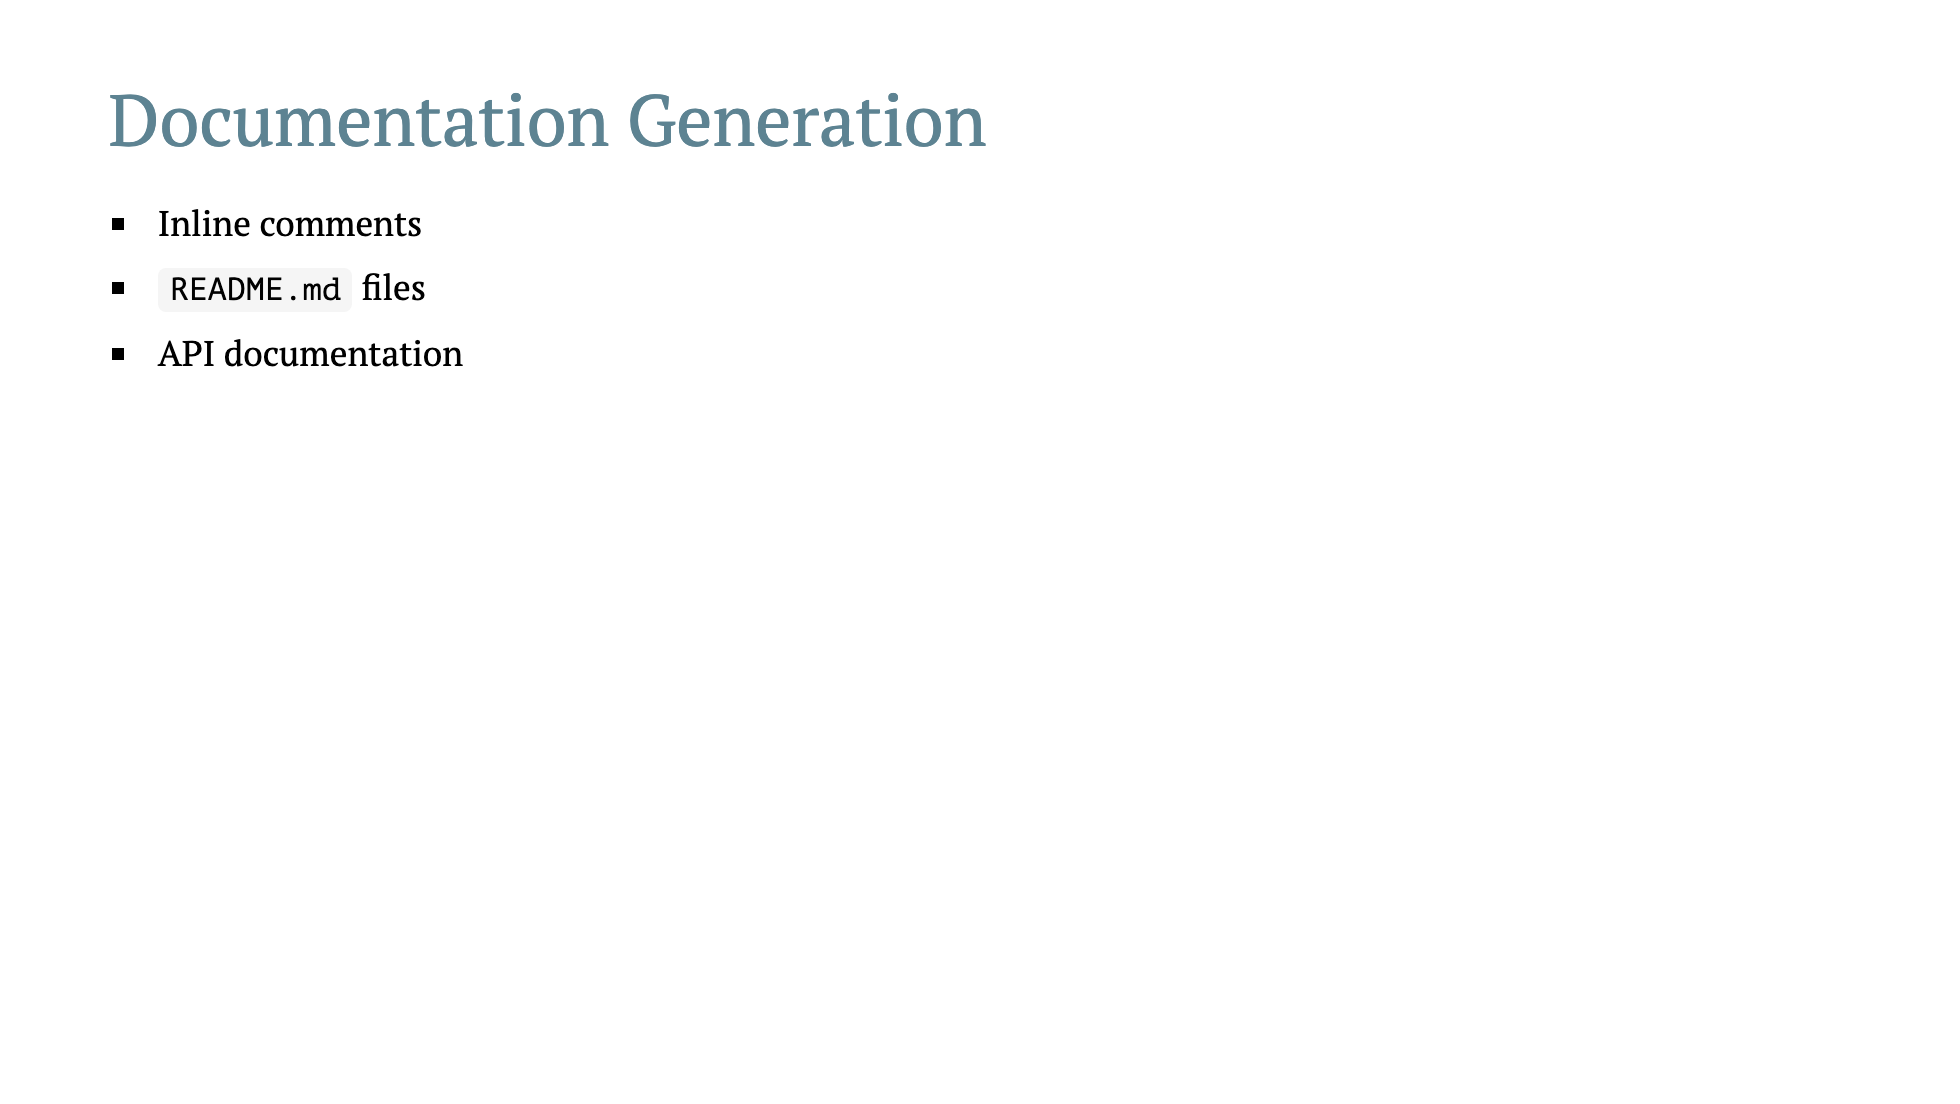 Documentation Generation
▪ Inline comments
▪ README.md files
▪ API documentation